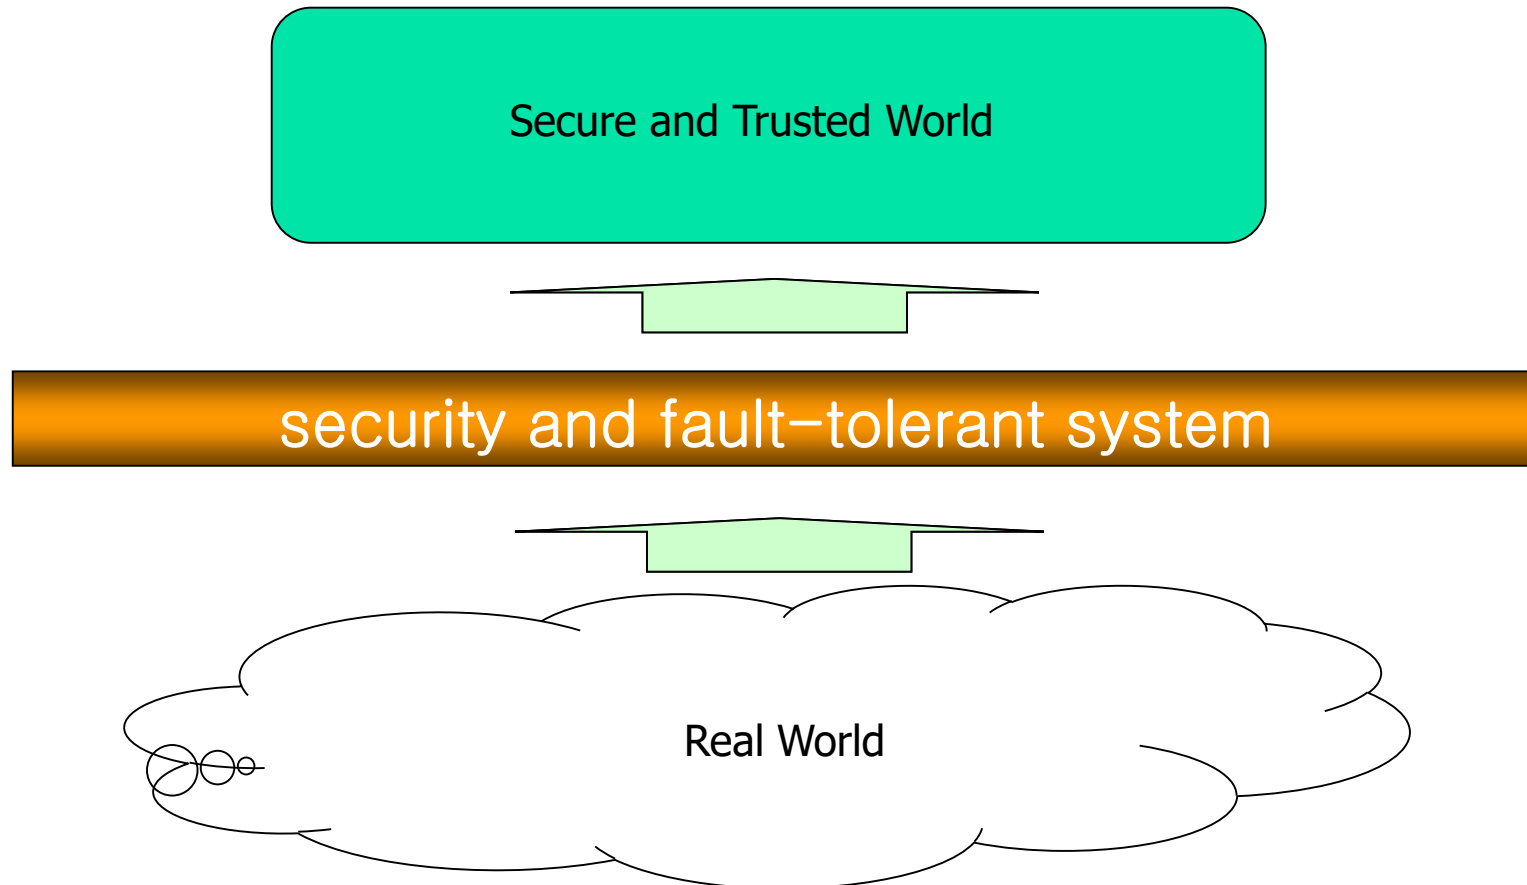 Secure and Trusted World
security and fault-tolerant system
Real World